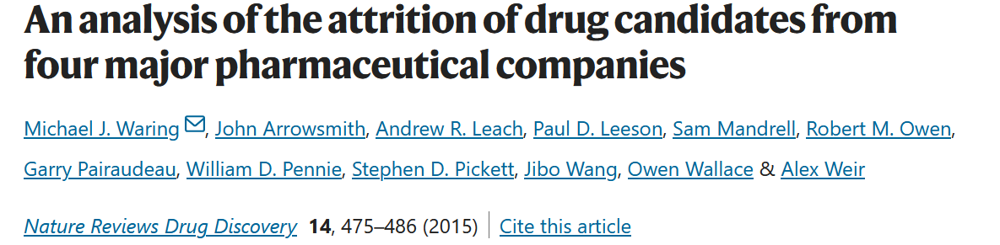 An analysis of the attrition of drug candidates from
four major pharmaceutical companies
Michael J. Waring, John Arrowsmith, Andrew R. Leach, Paul D. Leeson, Sam Mandrell, Robert M. Owen,
Garry Pairaudeau, William D. Pennie, Stephen D. Pickett, Jibo Wang, Owen Wallace & Alex Weir
Nature Reviews Drug Discovery 14, 475–486 (2015) | Cite this article